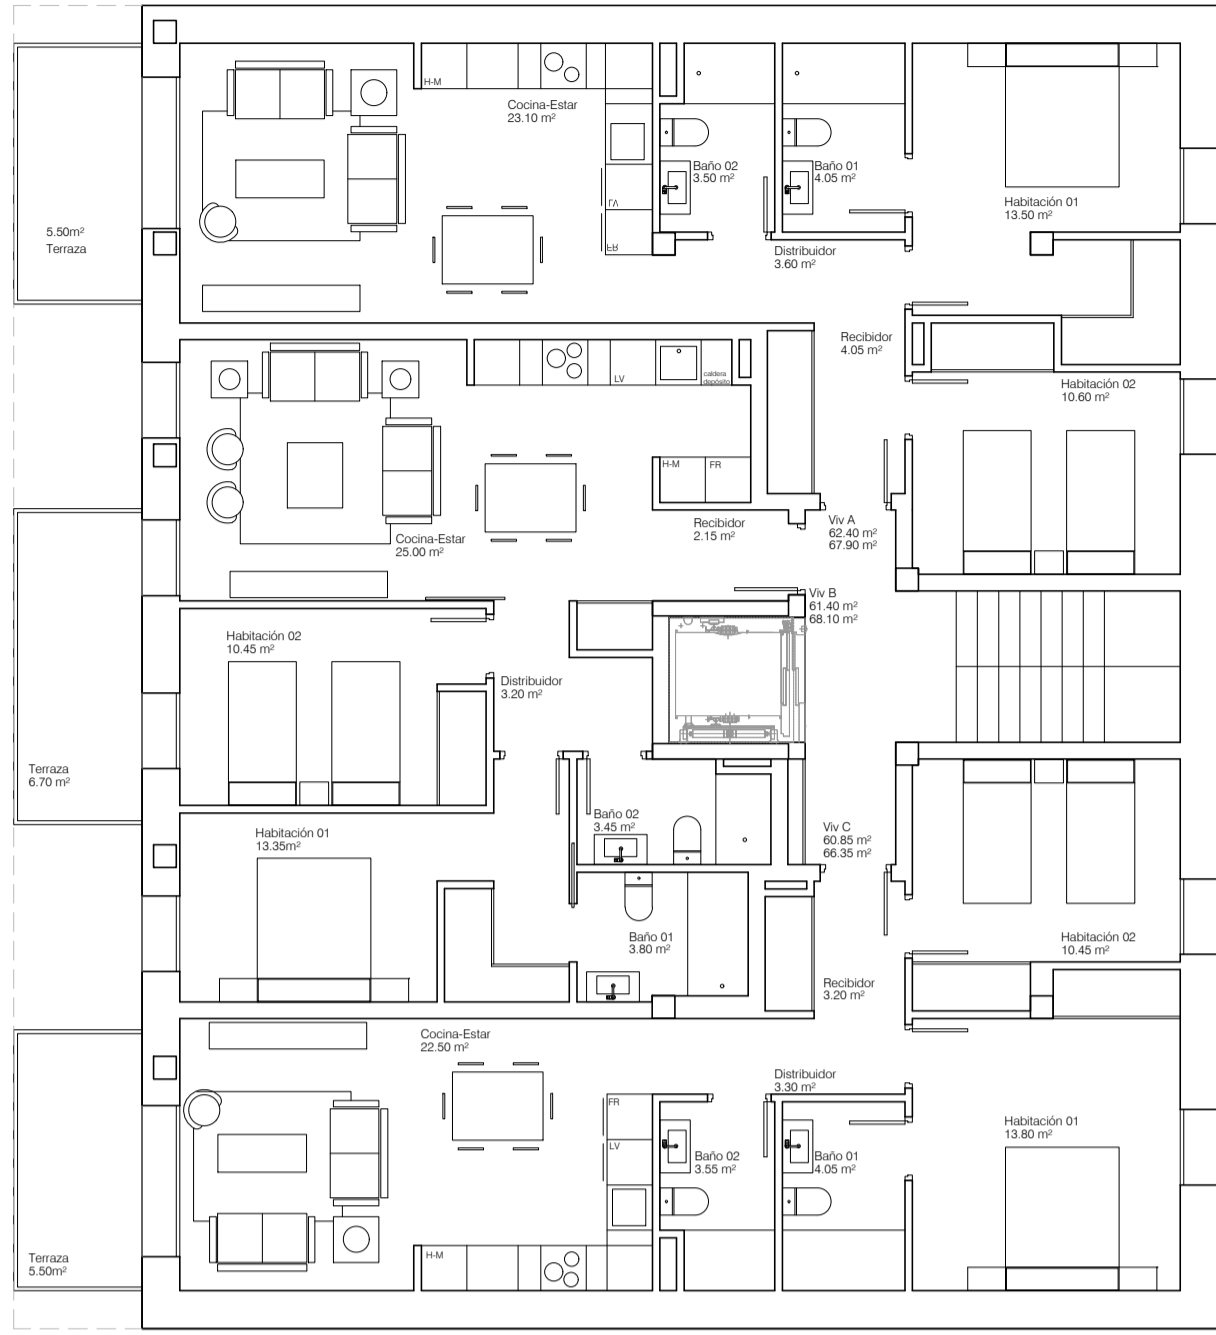 H-M
Cocina-Estar
23.10 m²
Baño 02
3.50 m²
Baño 01
4.05 m²
Habitación 01
13.50 m²
LV
FR
5.50m²
Terraza
Distribuidor
3.60 m²
Recibidor
4.05 m²
LV
caldera
depósito
Habitación 02
10.60 m²
H-M
FR
Cocina-Estar
25.00 m²
Recibidor
2.15 m²
Viv A
62.40 m²
67.90 m²
Viv B
61.40 m²
68.10 m²
Habitación 02
10.45 m²
Distribuidor
3.20 m²
Terraza
6.70 m²
Baño 02
3.45 m²
Habitación 01
13.35m²
Viv C
60.85 m²
66.35 m²
Baño 01
3.80 m²
Habitación 02
10.45 m²
Recibidor
3.20 m²
Cocina-Estar
22.50 m²
Distribuidor
3.30 m²
FR
LV
Habitación 01
13.80 m²
Baño 02
3.55 m²
Baño 01
4.05 m²
H-M
Terraza
5.50m²